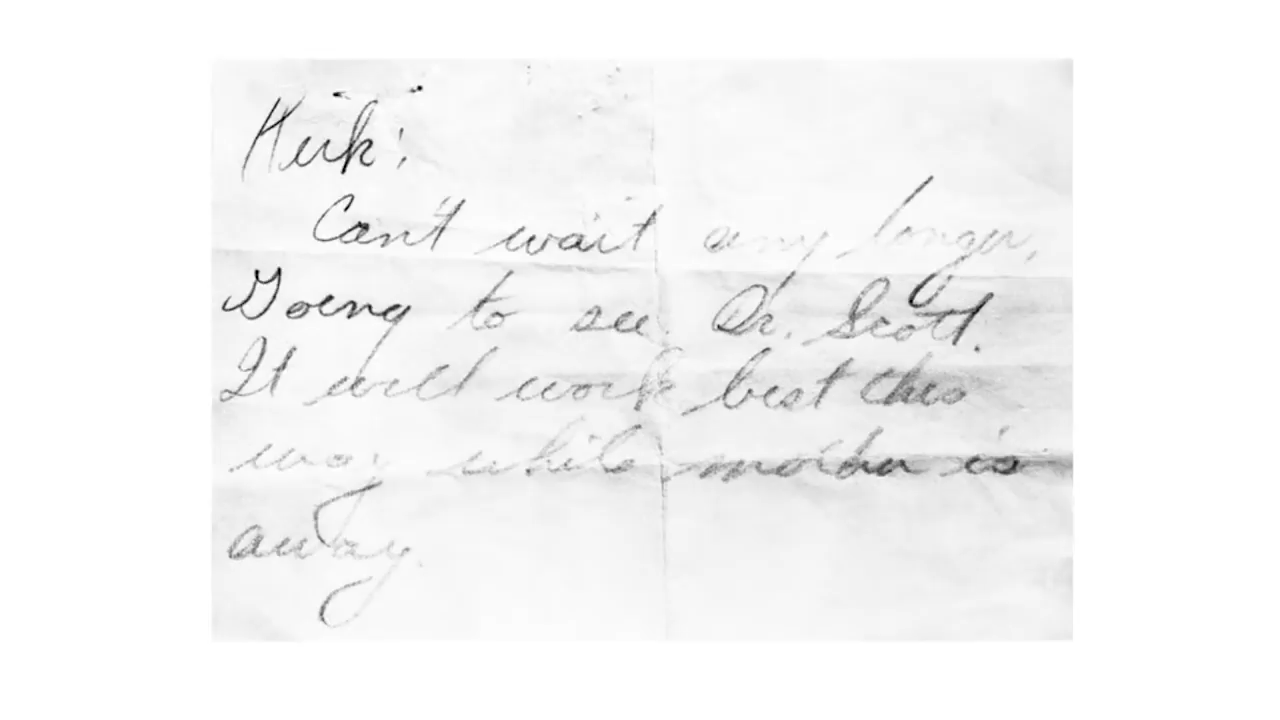 Kirk:
Can't wait any longer,
Going to see Dr. Scott.
It will work best this
way while mother is
away.